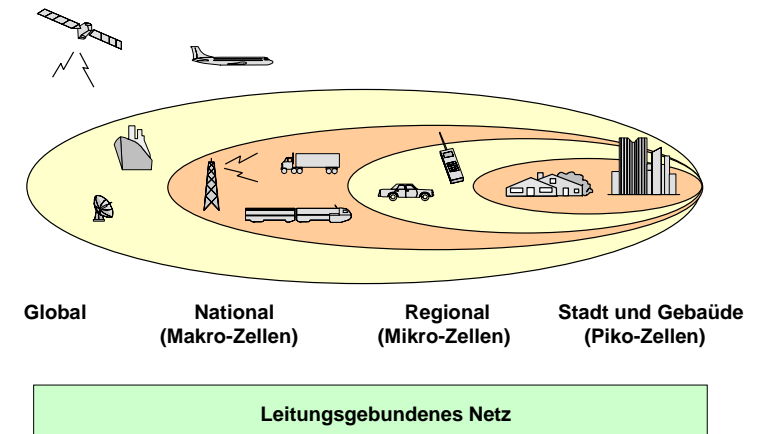 Global
National
(Makro-Zellen)
Regional
(Mikro-Zellen)
Stadt und Gebaüde
(Piko-Zellen)
Leitungsgebundenes Netz